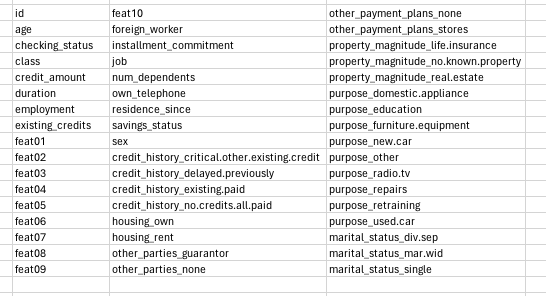 id feat10 other_payment_plans_none
age foreign_worker other_payment_plans_stores
checking_status installment_commitment property_magnitude_life.insurance
class job property_magnitude_no.known.property
credit_amount num_dependents property_magnitude_real.estate
duration own_telephone purpose_domestic.appliance
employment residence_since purpose_education
existing_credits savings_status purpose_furniture.equipment
feat01 sex purpose_new.car
feat02 credit_history_critical.other.existing.credit purpose_other
feat03 credit_history_delayed.previously purpose_radio.tv
feat04 credit_history_existing.paid purpose_repairs
feat05 credit_history_no.credits.all.paid purpose_retraining
feat06 housing_own purpose_used.car
feat07 housing_rent marital_status_div.sep
feat08 other_parties_guarantor marital_status_mar.wid
feat09 other_parties_none marital_status_single